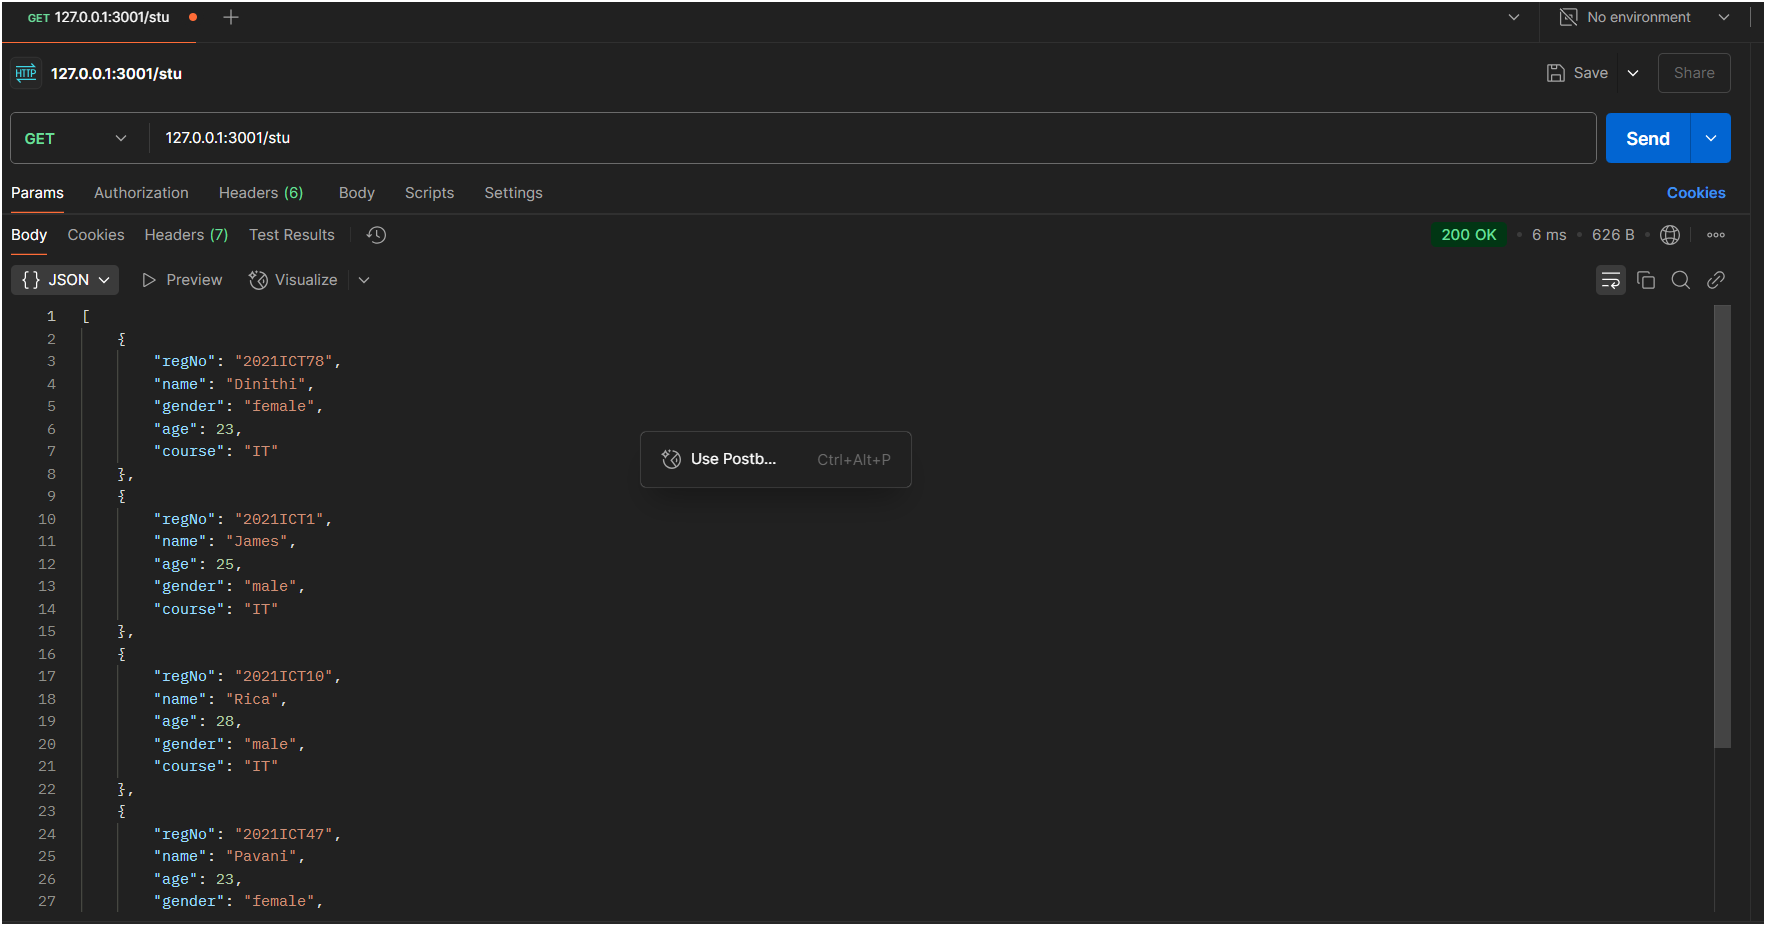 GET 127.0.0.1:3001/stu
No environment
HTTP 127.0.0.1:3001/stu
Save
Share
GET 127.0.0.1:3001/stu
Send
Params Authorization Headers (6) Body Scripts Settings
Cookies
Body Cookies Headers (7) Test Results
200 OK • 6 ms • 626 B •
{} JSON Preview Visualize
1 [
2 {
3 "regNo": "2021ICT78",
4 "name": "Dinithi",
5 "gender": "female",
6 "age": 23,
7 "course": "IT"
Use Postb... Ctrl+Alt+P
8 },
9 {
10 "regNo": "2021ICT1",
11 "name": "James",
12 "age": 25,
13 "gender": "male",
14 "course": "IT"
15 },
16 {
17 "regNo": "2021ICT10",
18 "name": "Rica",
19 "age": 28,
20 "gender": "male",
21 "course": "IT"
22 },
23 {
24 "regNo": "2021ICT47",
25 "name": "Pavani",
26 "age": 23,
27 "gender": "female",